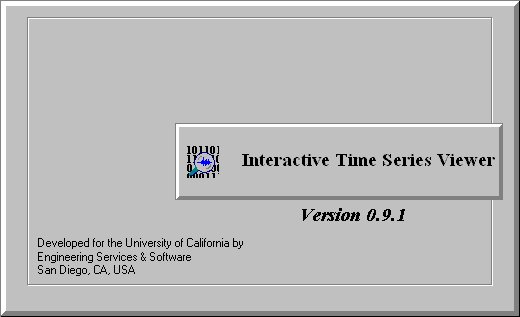 Interactive Time Series Viewer
Version 0.9.1
Developed for the University of California by
Engineering Services & Software
San Diego, CA, USA